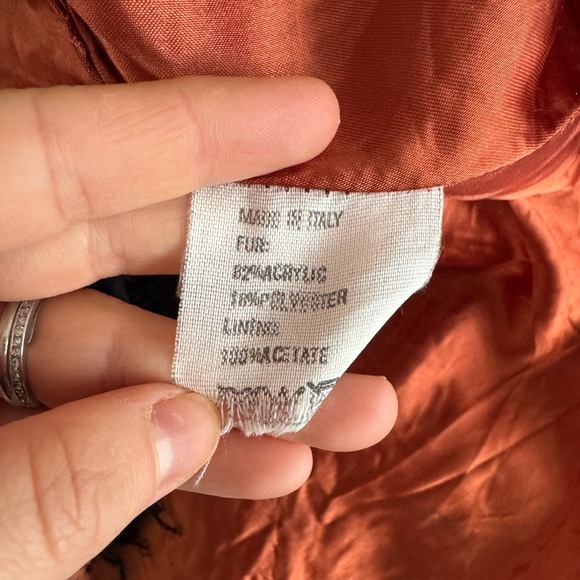 MADE IN ITALY
FUR:
82%ACRYLIC
18%POLYESTER
LINING:
100%ACETATE